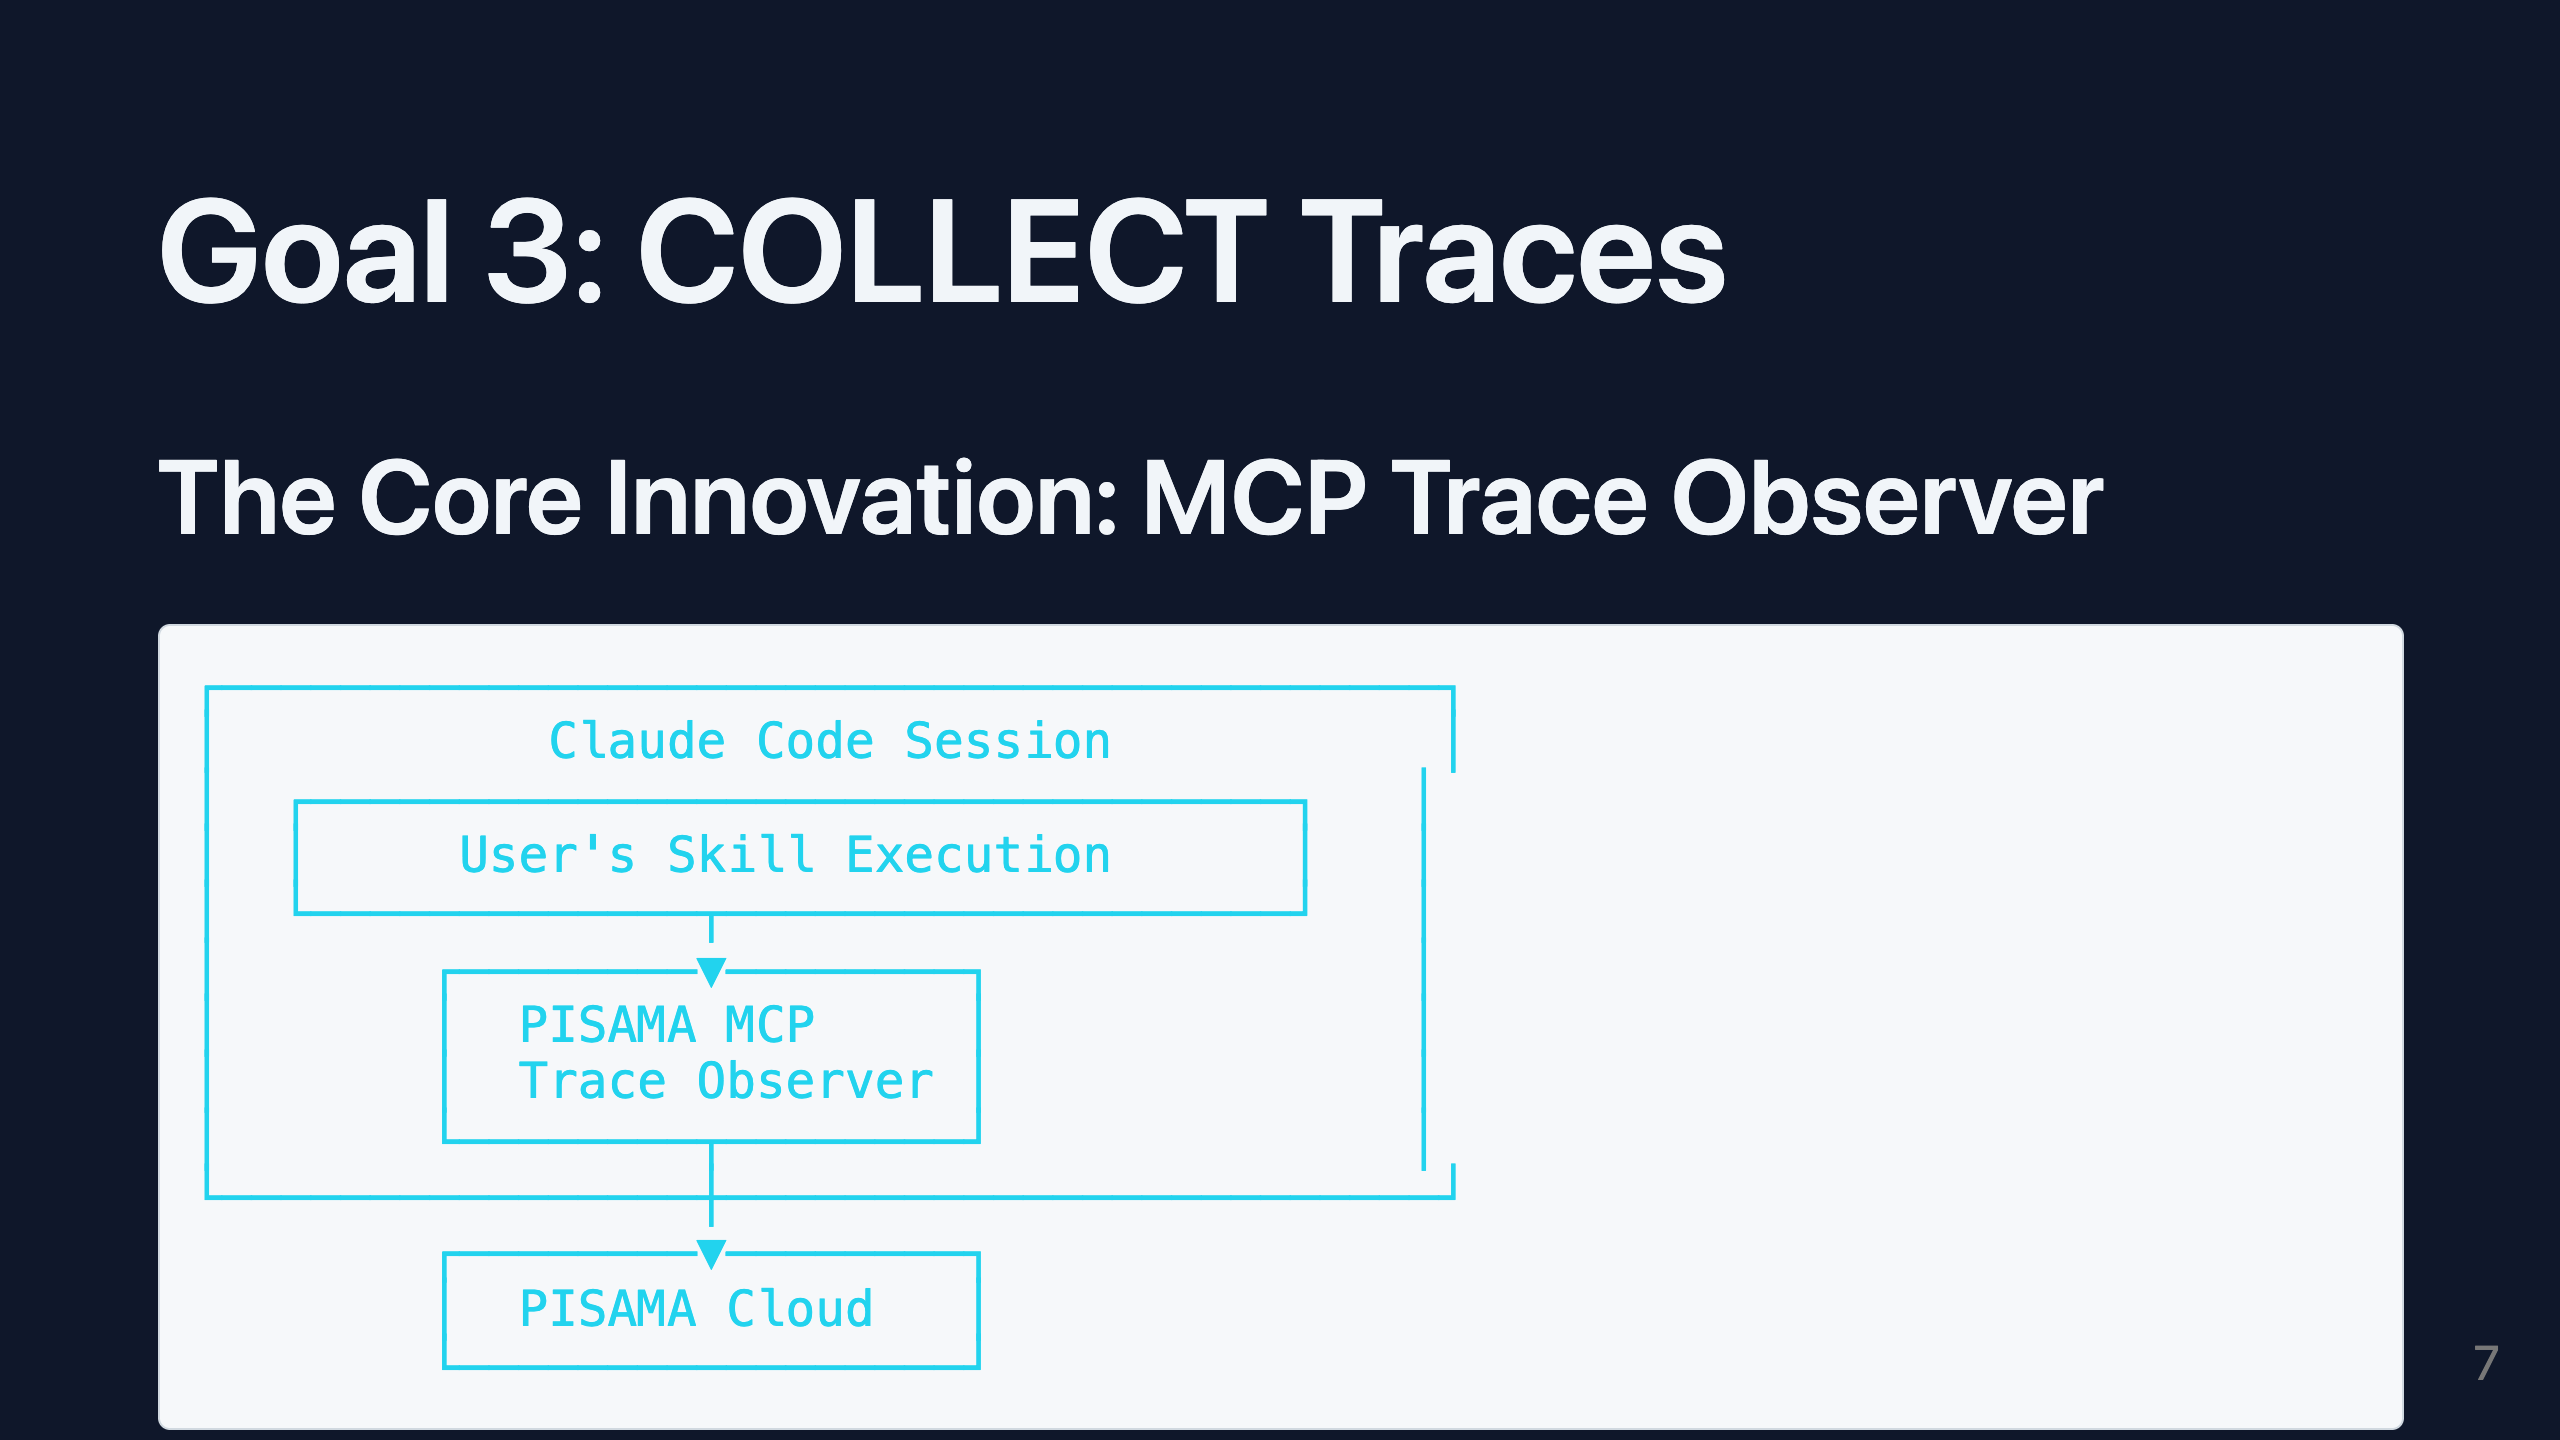 Goal 3: COLLECT Traces
The Core Innovation: MCP Trace Observer
Claude Code Session
User's Skill Execution
PISAMA MCP
Trace Observer
PISAMA Cloud
7